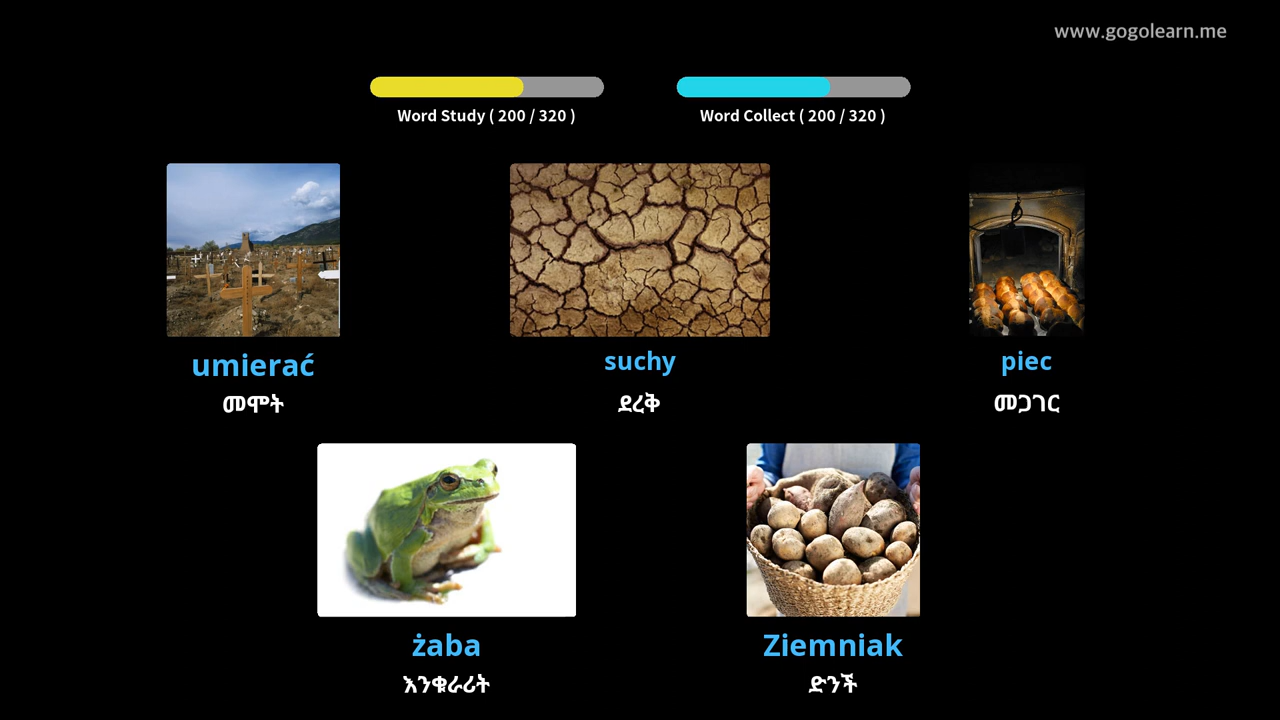 www.gogolearn.me
Word Study ( 200 / 320 )
Word Collect ( 200 / 320 )
umierać
መሞት
suchy
ደረቅ
piec
መጋገር
żaba
እንቁራሪት
Ziemniak
ድንች